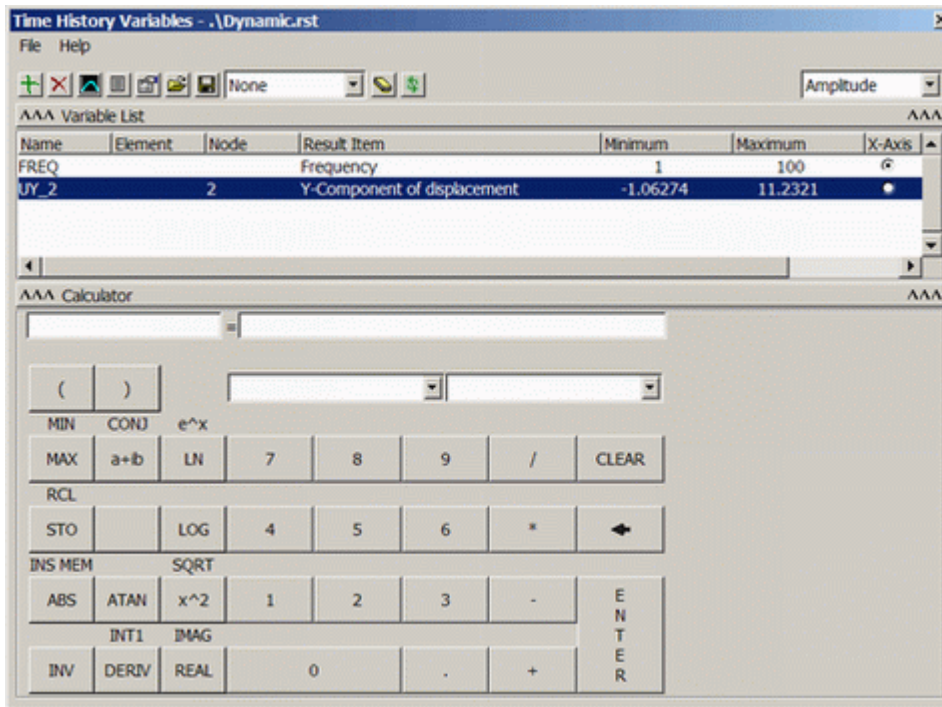 Time History Variables - .\Dynamic.rst
File Help
None Amplitude
Variable List
Name Element Node Result Item Minimum Maximum X-Axis
FREQ Frequency 1 100
UY_2 2 Y-Component of displacement -1.06274 11.2321
Calculator
=
( )
MIN CONJ e^x
MAX a+ib LN 7 8 9 / CLEAR
RCL
STO LOG 4 5 6 *
INS MEM SQRT
ABS ATAN x^2 1 2 3 - ENTER
INT1 IMAG
INV DERIV REAL 0 . +